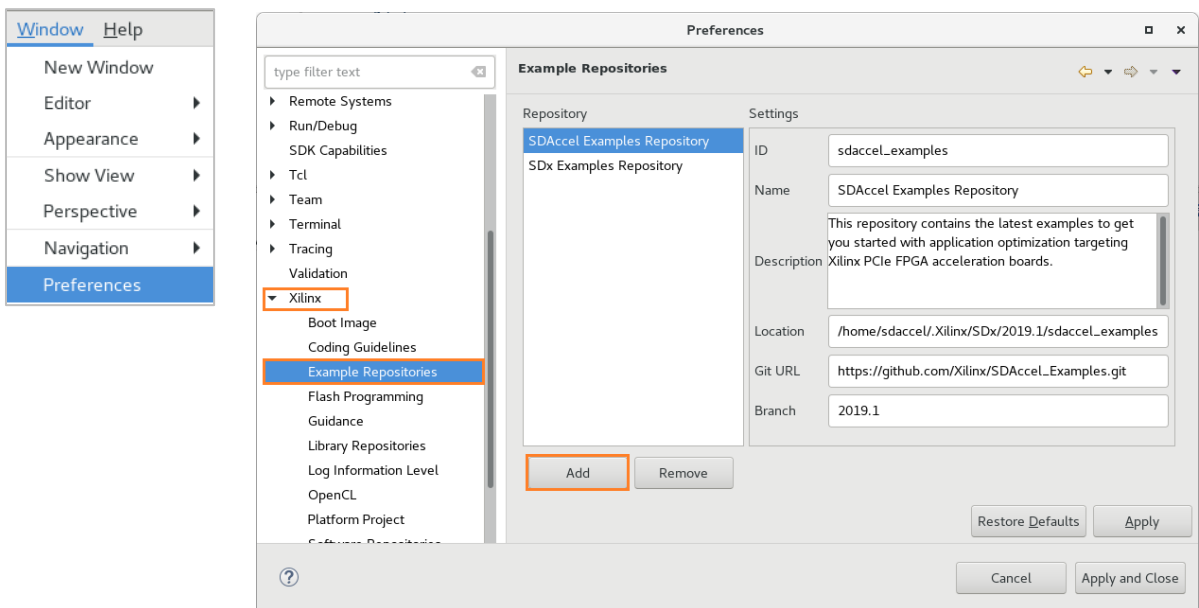 Window Help
New Window
Editor
Appearance
Show View
Perspective
Navigation
Preferences
Preferences
type filter text
Remote Systems
Run/Debug
SDK Capabilities
Tcl
Team
Terminal
Tracing
Validation
Xilinx
Boot Image
Coding Guidelines
Example Repositories
Flash Programming
Guidance
Library Repositories
Log Information Level
OpenCL
Platform Project
Software Repositories
Example Repositories
Repository
SDAccel Examples Repository
SDx Examples Repository
Add Remove
Settings
ID sdaccel_examples
Name SDAccel Examples Repository
Description This repository contains the latest examples to get
you started with application optimization targeting
Xilinx PCIe FPGA acceleration boards.
Location /home/sdaccel/.Xilinx/SDx/2019.1/sdaccel_examples
Git URL https://github.com/Xilinx/SDAccel_Examples.git
Branch 2019.1
Restore Defaults Apply
Cancel Apply and Close